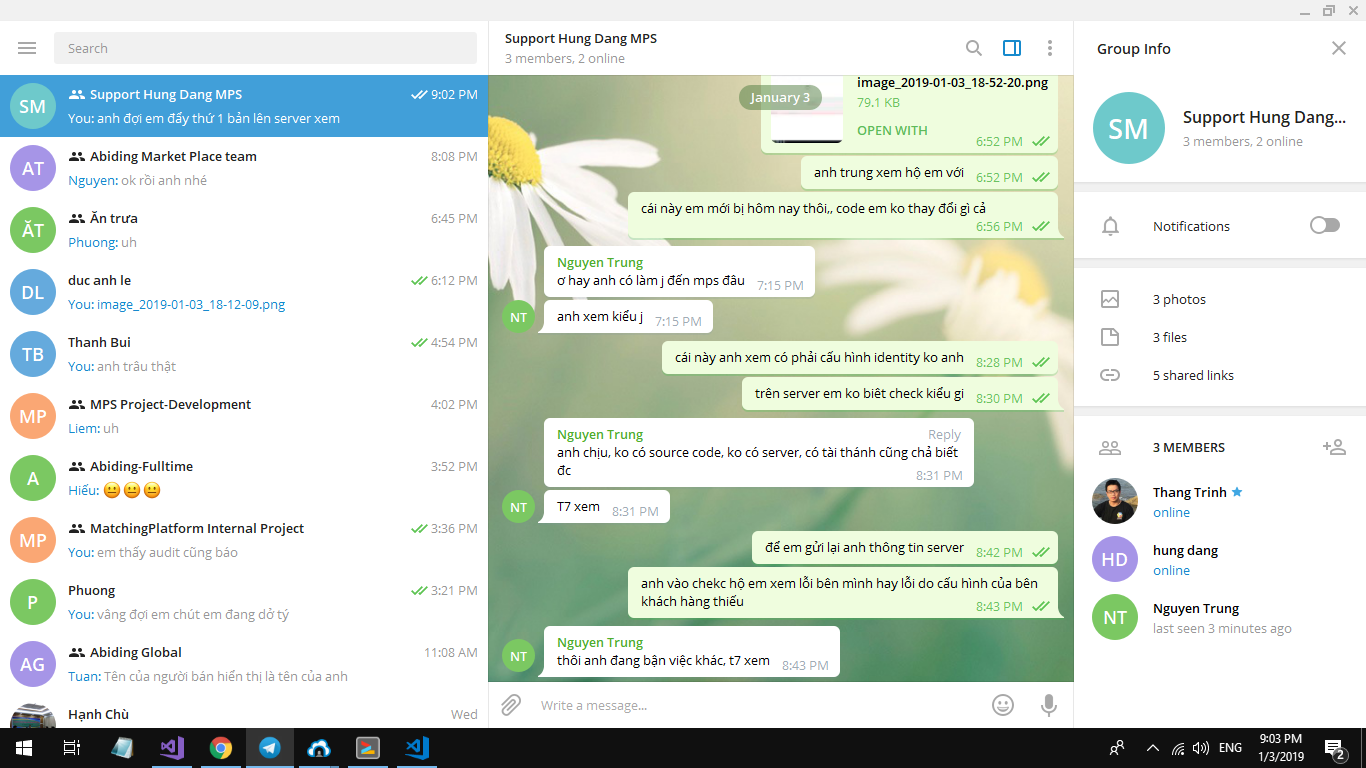 Search
SM
Support Hung Dang MPS
9:02 PM
You: anh đợi em đẩy thứ 1 bản lên server xem
AT
Abiding Market Place team
8:08 PM
Nguyen: ok rồi anh nhé
ĂT
Ăn trưa
6:45 PM
Phuong: uh
DL
duc anh le
6:12 PM
You: image_2019-01-03_18-12-09.png
TB
Thanh Bui
4:54 PM
You: anh trâu thật
MP
MPS Project-Development
4:02 PM
Liem: uh
A
Abiding-Fulltime
3:52 PM
Hiếu: 😐😐😐
MP
MatchingPlatform Internal Project
3:36 PM
You: em thấy audit cũng báo
P
Phuong
3:21 PM
You: vâng đợi em chút em đang dở tý
AG
Abiding Global
11:08 AM
Tuan: Tên của người bán hiển thị là tên của anh
Hạnh Chù
Wed
Support Hung Dang MPS
3 members, 2 online
January 3
image_2019-01-03_18-52-20.png
79.1 KB
OPEN WITH
6:52 PM
anh trung xem hộ em với
6:52 PM
cái này em mới bị hôm nay thôi,, code em ko thay đổi gì cả
6:56 PM
Nguyen Trung
ơ hay anh có làm j đến mps đâu
7:15 PM
NT
anh xem kiểu j
7:15 PM
cái này anh xem có phải cấu hình identity ko anh
8:28 PM
trên server em ko biêt check kiểu gi
8:30 PM
Nguyen Trung
Reply
anh chịu, ko có source code, ko có server, có tài thánh cũng chả biết
đc
8:31 PM
NT
T7 xem
8:31 PM
để em gửi lại anh thông tin server
8:42 PM
anh vào chekc hộ em xem lỗi bên mình hay lỗi do cấu hình của bên
khách hàng thiếu
8:43 PM
Nguyen Trung
NT
thôi anh đang bận việc khác, t7 xem
8:43 PM
Write a message...
Group Info
SM
Support Hung Dang...
3 members, 2 online
Notifications
3 photos
3 files
5 shared links
3 MEMBERS
Thang Trinh
online
HD
hung dang
online
NT
Nguyen Trung
last seen 3 minutes ago
ENG
9:03 PM
1/3/2019
2